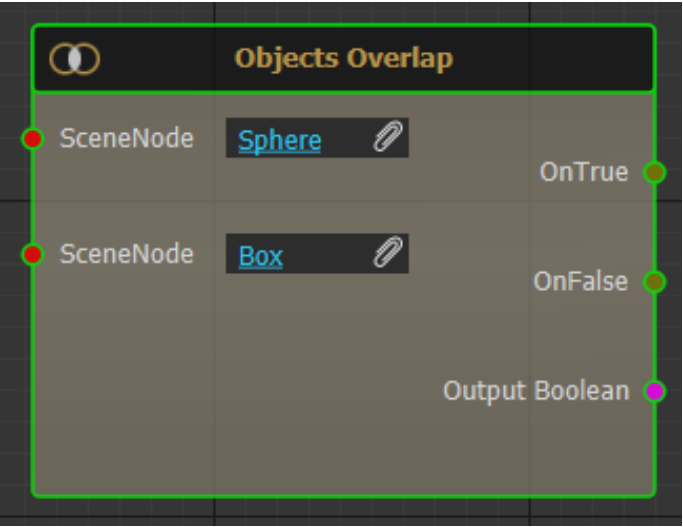 Objects Overlap
SceneNode Sphere
OnTrue
SceneNode Box
OnFalse
Output Boolean